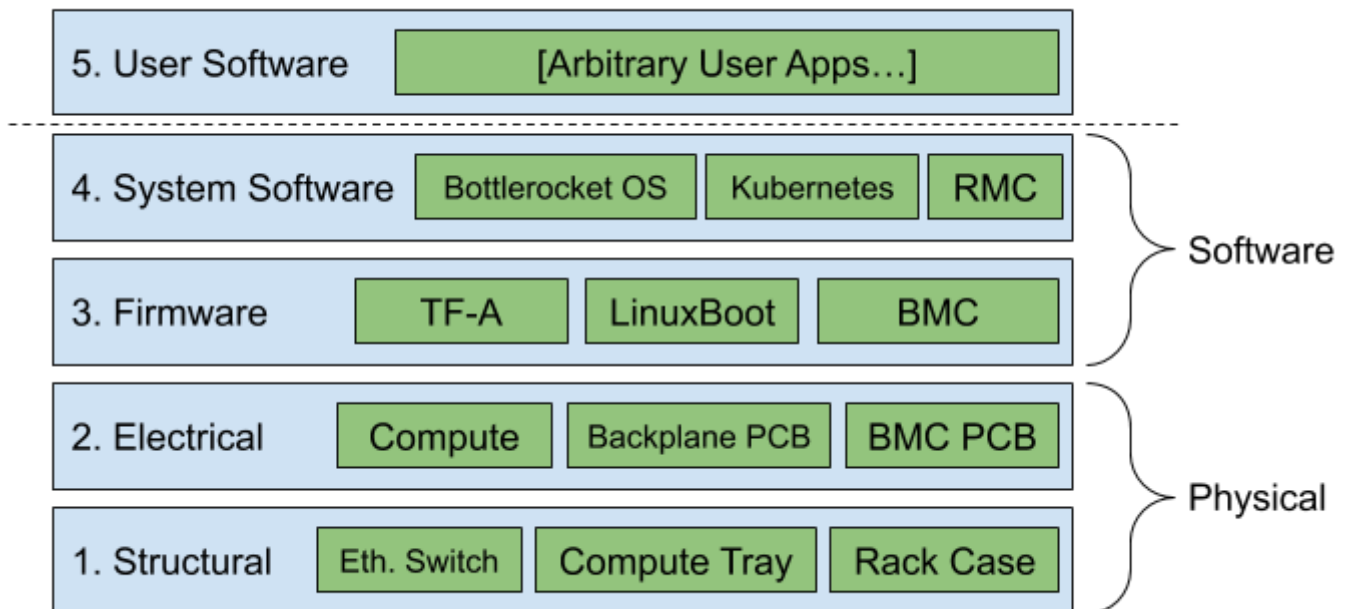 5. User Software
[Arbitrary User Apps…]
4. System Software
Bottlerocket OS
Kubernetes
RMC
Software
3. Firmware
TF-A
LinuxBoot
BMC
2. Electrical
Compute
Backplane PCB
BMC PCB
Physical
1. Structural
Eth. Switch
Compute Tray
Rack Case